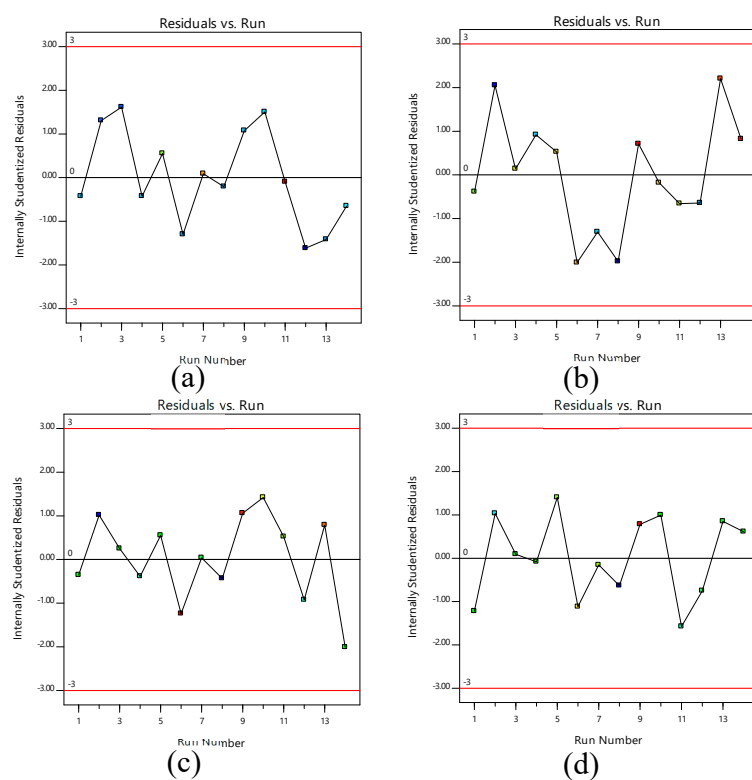 Residuals vs. Run
Internally Studentized Residuals
3.00
2.00
1.00
0.00
-1.00
-2.00
-3.00
3
0
-3
1 3 5 7 9 11 13
Run Number
(a)
Residuals vs. Run
Internally Studentized Residuals
3.00
2.00
1.00
0.00
-1.00
-2.00
-3.00
3
0
-3
1 3 5 7 9 11 13
Run Number
(b)
Residuals vs. Run
Internally Studentized Residuals
3.00
2.00
1.00
0.00
-1.00
-2.00
-3.00
3
0
-3
1 3 5 7 9 11 13
Run Number
(c)
Residuals vs. Run
Internally Studentized Residuals
3.00
2.00
1.00
0.00
-1.00
-2.00
-3.00
3
0
-3
1 3 5 7 9 11 13
Run Number
(d)